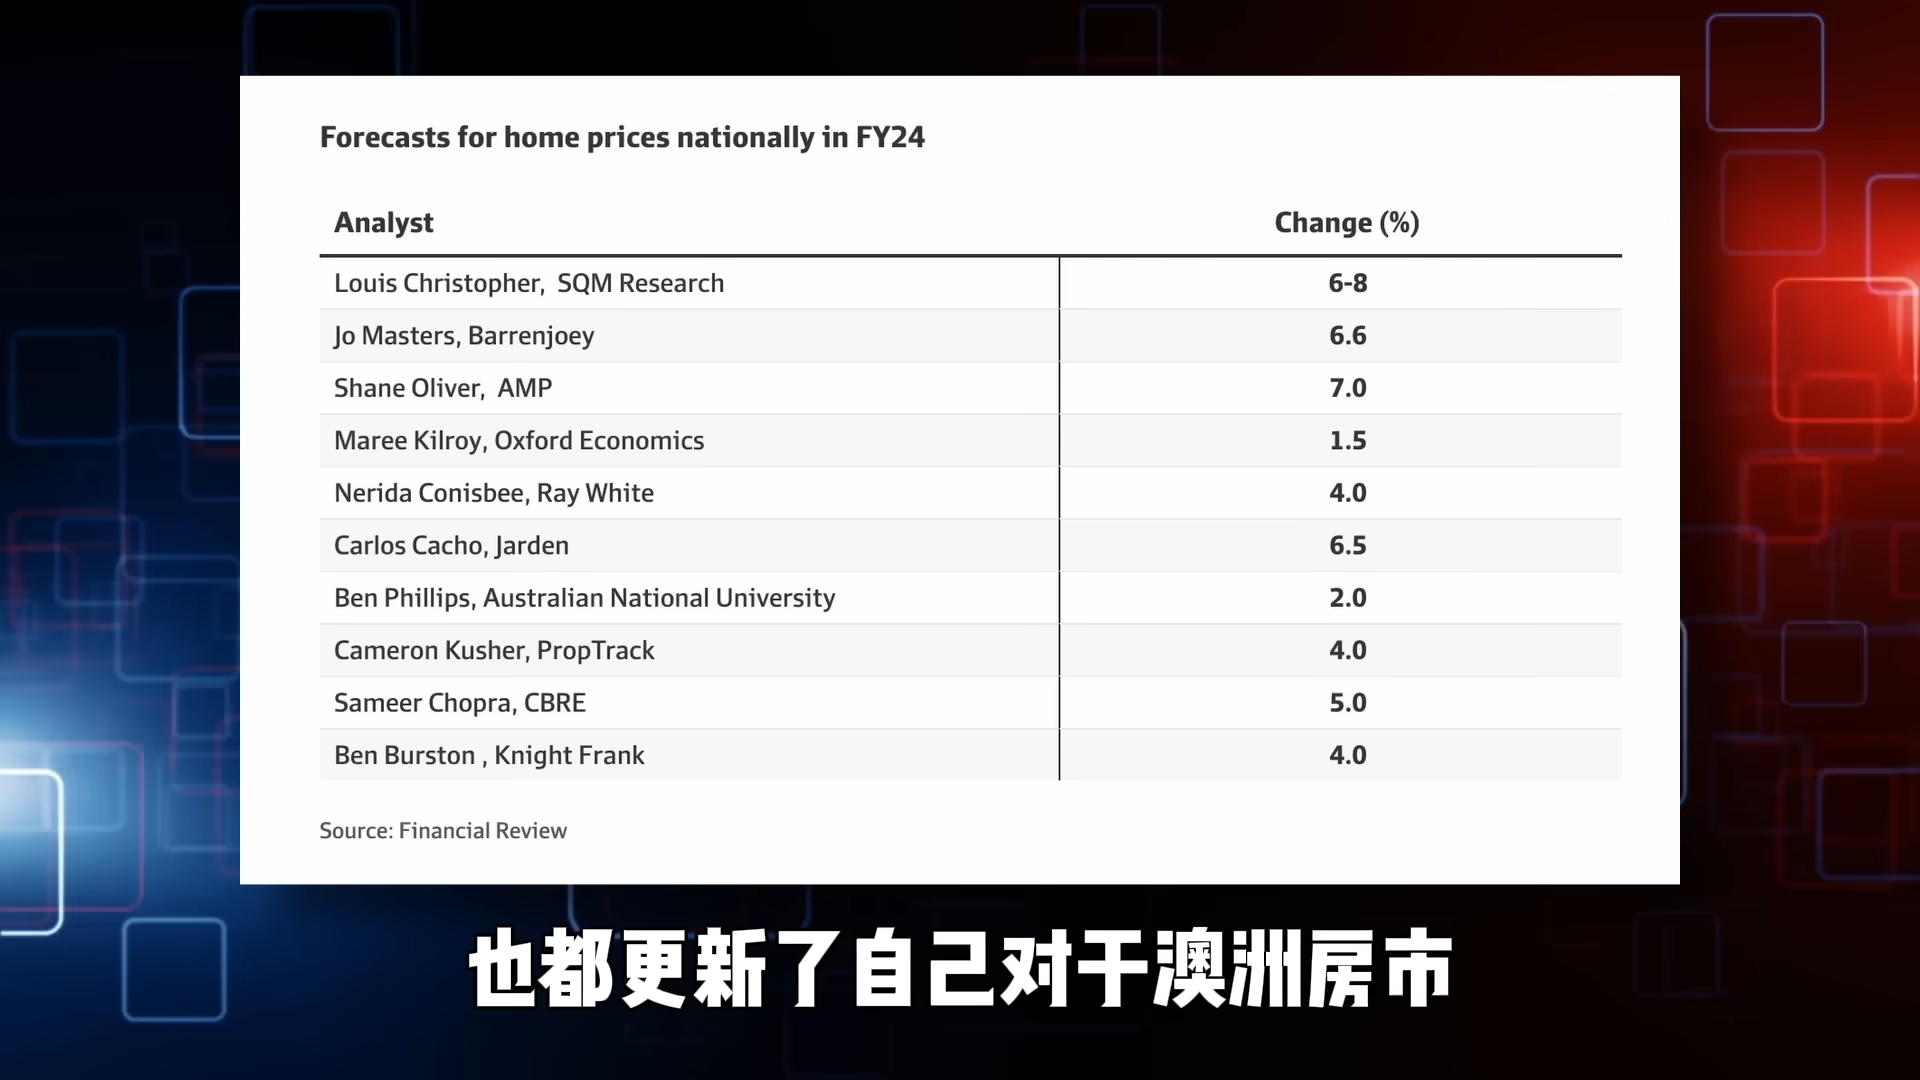 Forecasts for home prices nationally in FY24
Analyst Change (%)
Louis Christopher, SQM Research 6-8
Jo Masters, Barrenjoey 6.6
Shane Oliver, AMP 7.0
Maree Kilroy, Oxford Economics 1.5
Nerida Conisbee, Ray White 4.0
Carlos Cacho, Jarden 6.5
Ben Phillips, Australian National University 2.0
Cameron Kusher, PropTrack 4.0
Sameer Chopra, CBRE 5.0
Ben Burston , Knight Frank 4.0
Source: Financial Review
也都更新了自己对于澳洲房市